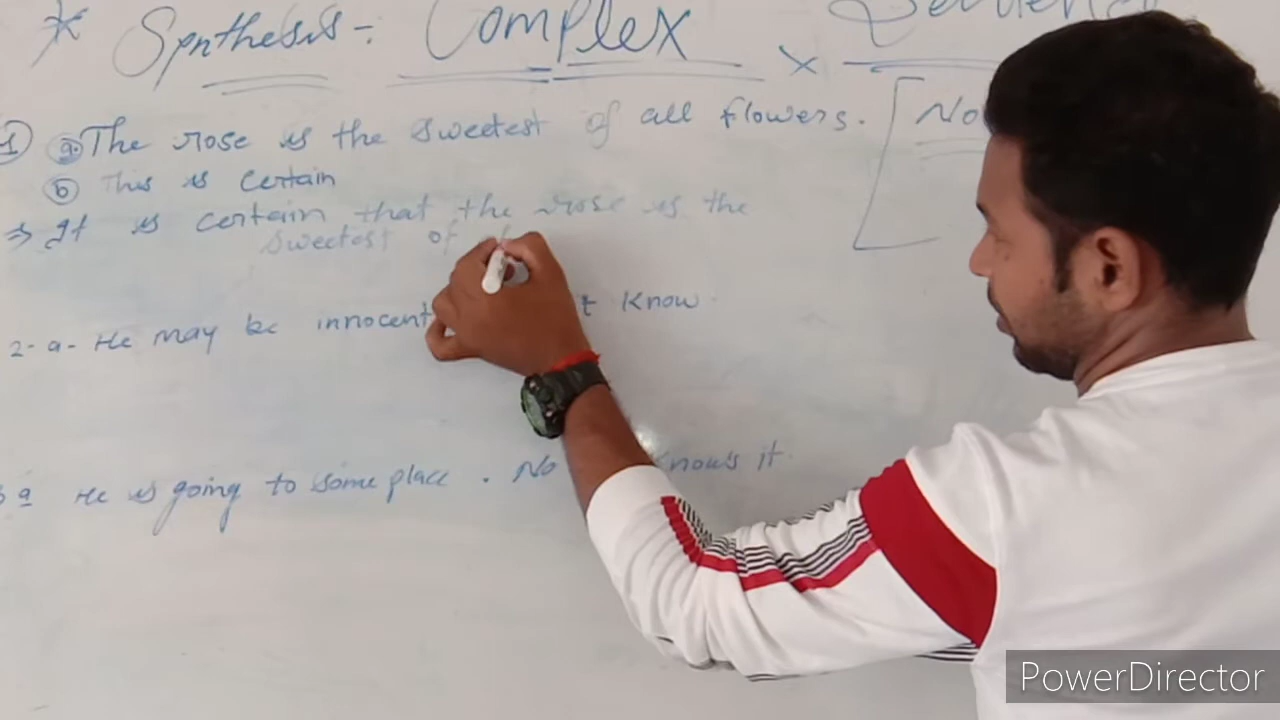 * Synthesis-: Complex × Sentence
1 a. The rose is the sweetest of all flowers. [No
b This is certain
⇒ It is certain that the rose is the
sweetest of
2- a- He may be innocent t know.
a He is going to some place. No knows it.
PowerDirector